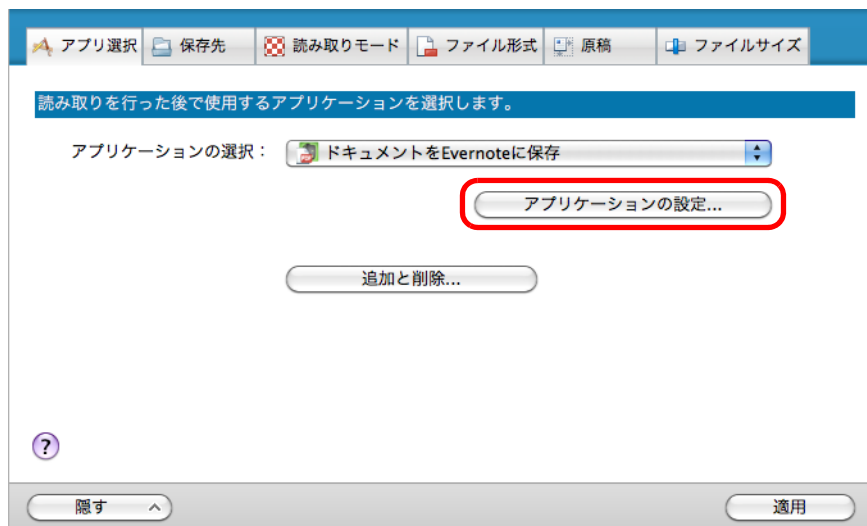 アプリ選択 保存先 読み取りモード ファイル形式 原稿 ファイルサイズ
読み取りを行った後で使用するアプリケーションを選択します。
アプリケーションの選択： ドキュメントをEvernoteに保存
アプリケーションの設定...
追加と削除...
?
隠す 適用